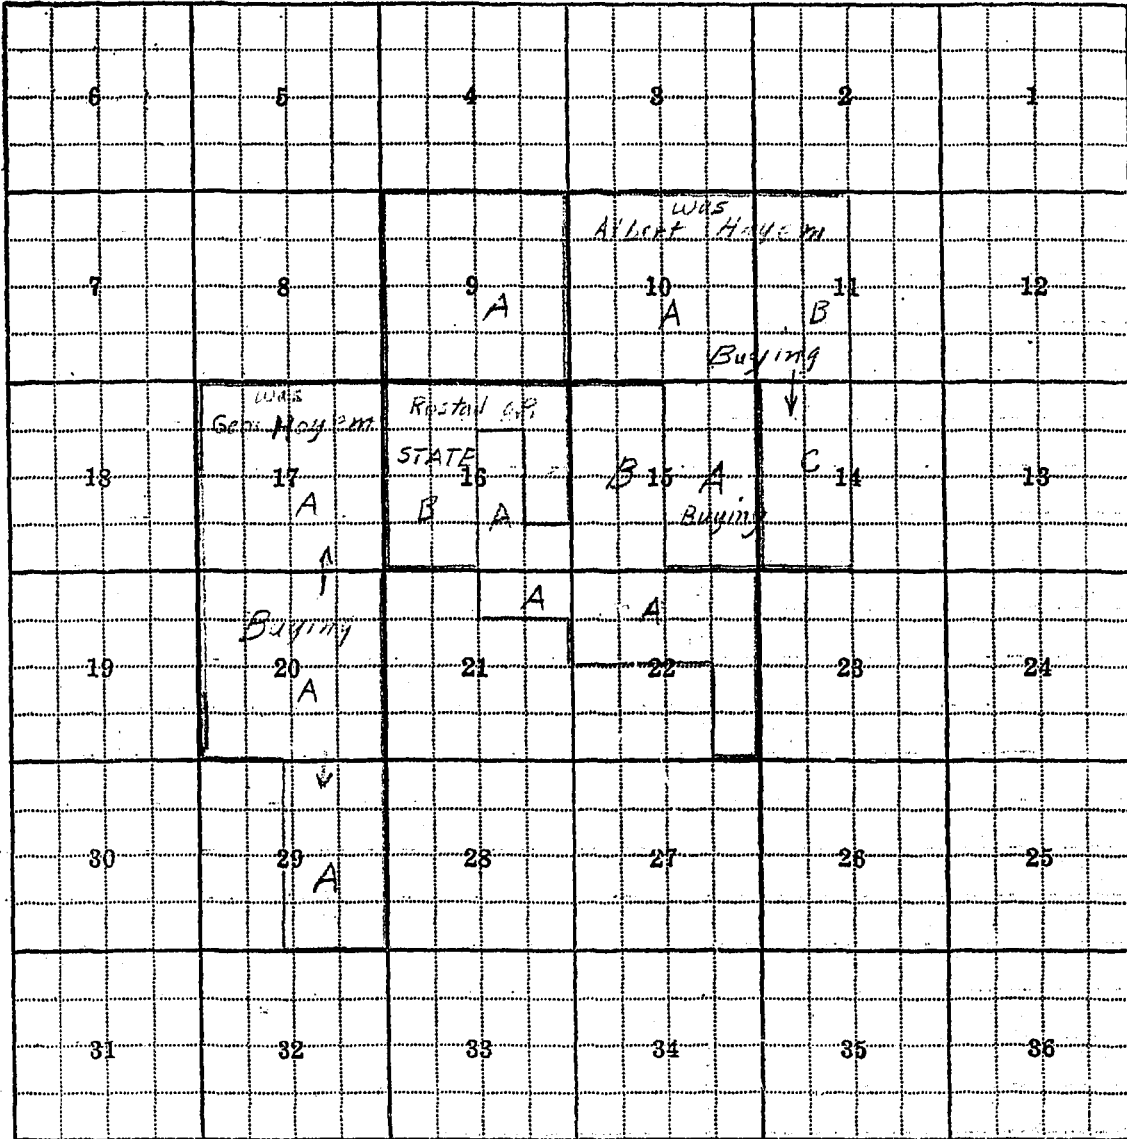 6 5 4 3 2 1
was
Albert Hoyem
7 8 9 10 11 12
A A B
Buying
was
Geo. Hoyem Rostad
STATE
18 17 16 B 15 A C 14 13
A B A Buying
A A
Buying
19 20 21 22 23 24
A
30 29 28 27 26 25
A
31 32 33 34 35 36